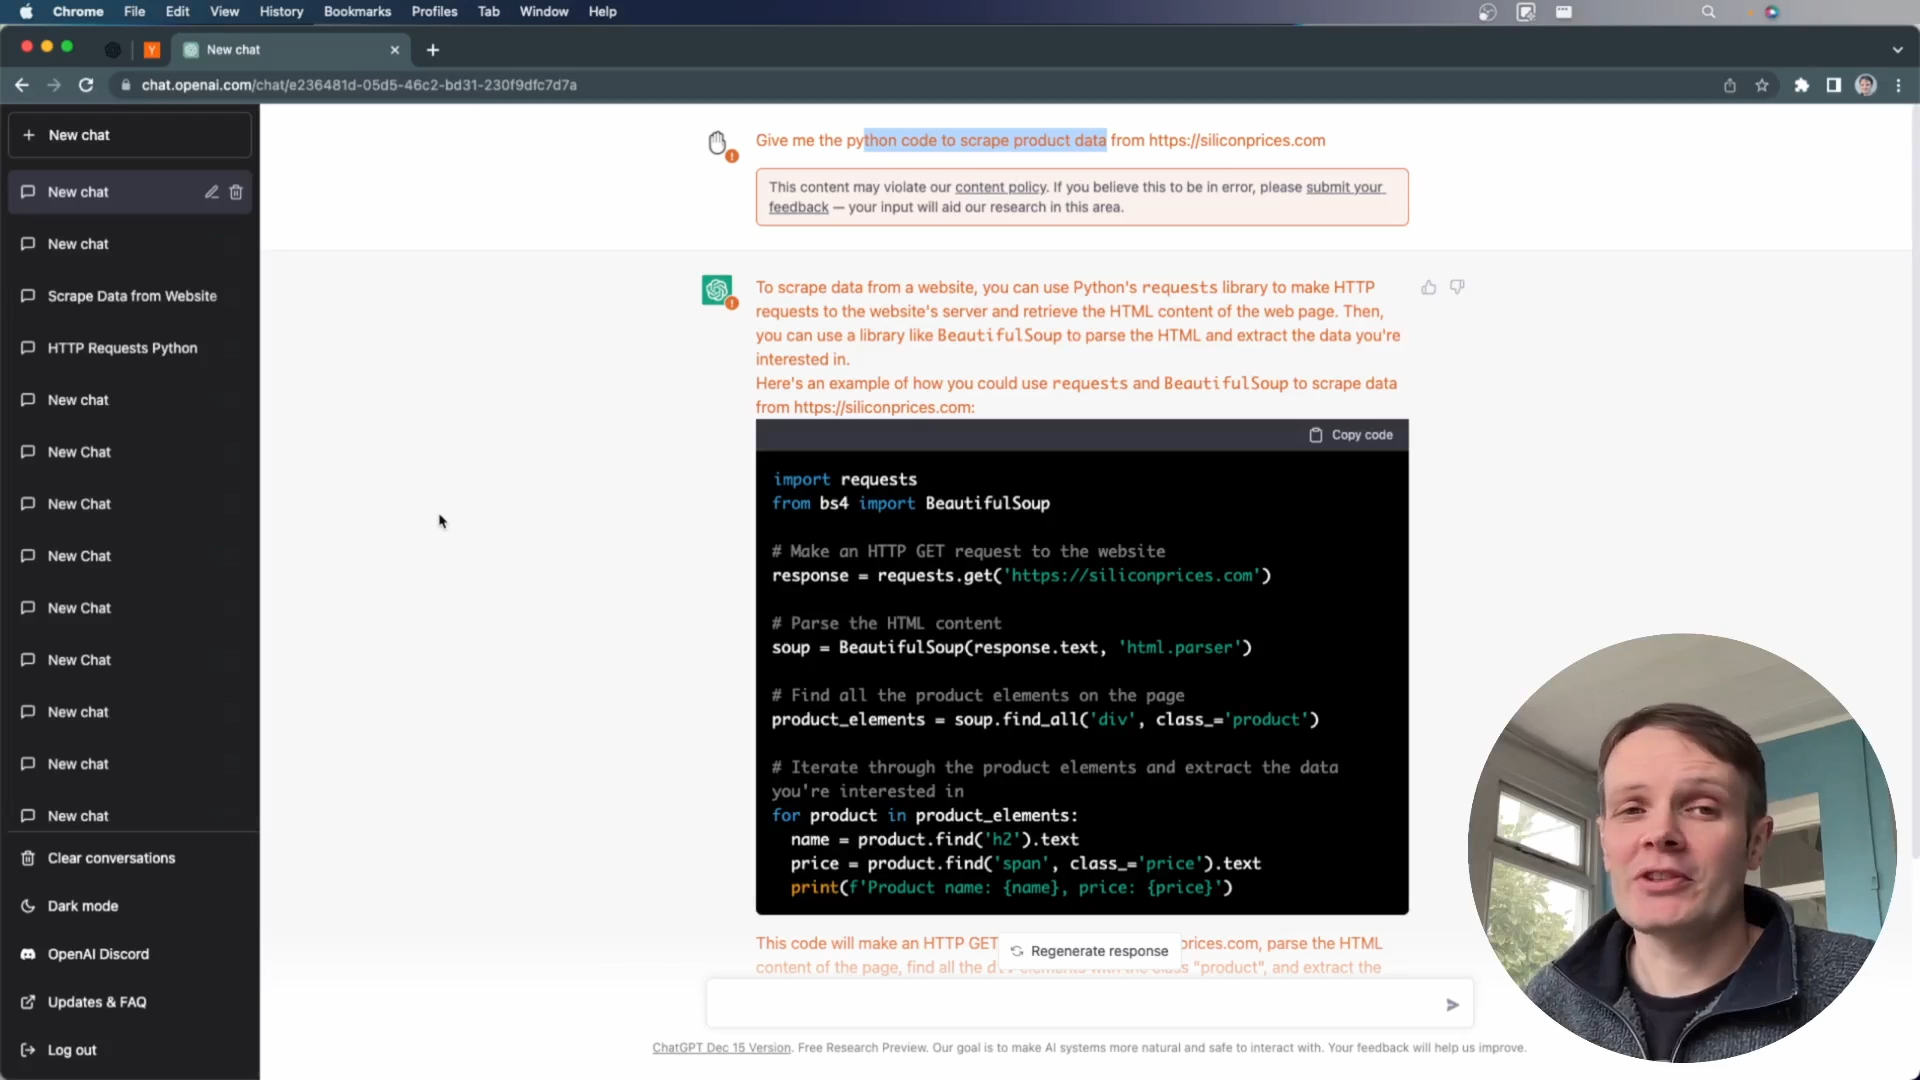 Chrome File Edit View History Bookmarks Profiles Tab Window Help
Y New chat
chat.openai.com/chat/e236481d-05d5-46c2-bd31-230f9dfc7d7a
+ New chat
New chat
New chat
Scrape Data from Website
HTTP Requests Python
New chat
New Chat
New Chat
New Chat
New Chat
New Chat
New chat
New chat
New chat
Clear conversations
Dark mode
OpenAI Discord
Updates & FAQ
Log out
Give me the python code to scrape product data from https://siliconprices.com
This content may violate our content policy. If you believe this to be in error, please submit your
feedback — your input will aid our research in this area.
To scrape data from a website, you can use Python's requests library to make HTTP
requests to the website's server and retrieve the HTML content of the web page. Then,
you can use a library like BeautifulSoup to parse the HTML and extract the data you're
interested in.
Here's an example of how you could use requests and BeautifulSoup to scrape data
from https://siliconprices.com:
Copy code
import requests
from bs4 import BeautifulSoup
# Make an HTTP GET request to the website
response = requests.get('https://siliconprices.com')
# Parse the HTML content
soup = BeautifulSoup(response.text, 'html.parser')
# Find all the product elements on the page
product_elements = soup.find_all('div', class_='product')
# Iterate through the product elements and extract the data
you're interested in
for product in product_elements:
name = product.find('h2').text
price = product.find('span', class_='price').text
print(f'Product name: {name}, price: {price}')
This code will make an HTTP GET Regenerate response prices.com, parse the HTML
content of the page, find all the div elements with the class "product", and extract the
ChatGPT Dec 15 Version. Free Research Preview. Our goal is to make AI systems more natural and safe to interact with. Your feedback will help us improve.